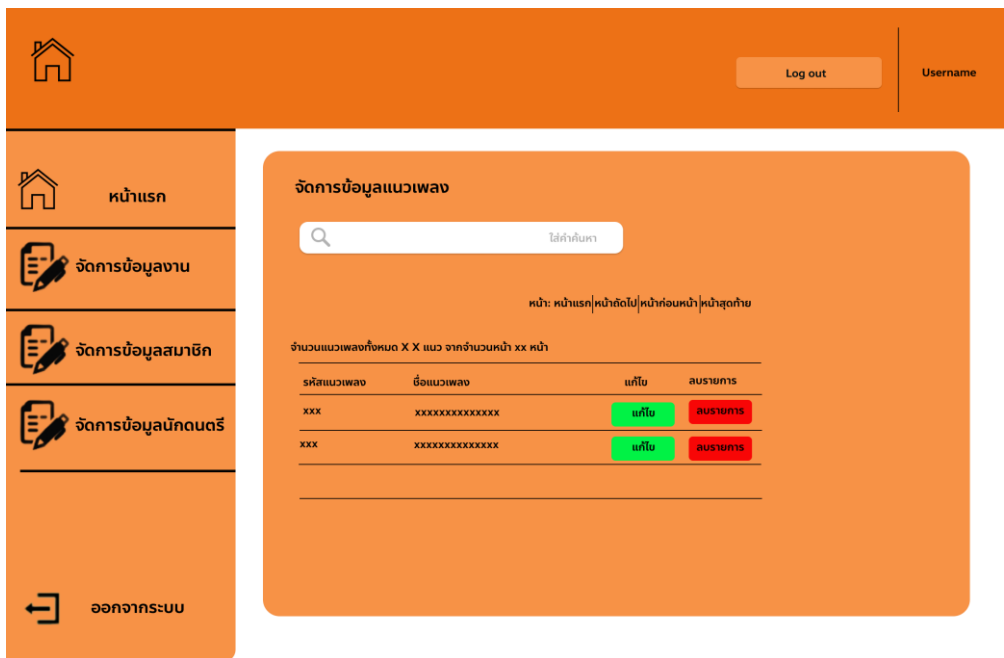 Log out
Username
หน้าแรก
จัดการข้อมูลงาน
จัดการข้อมูลสมาชิก
จัดการข้อมูลนักดนตรี
ออกจากระบบ
จัดการข้อมูลแนวเพลง
ใส่คำค้นหา
หน้า: หน้าแรก|หน้าถัดไป|หน้าก่อนหน้า|หน้าสุดท้าย
จำนวนแนวเพลงทั้งหมด X X แนว จากจำนวนหน้า xx หน้า
รหัสแนวเพลง ชื่อแนวเพลง แก้ไข ลบรายการ
xxx xxxxxxxxxxxxxx แก้ไข ลบรายการ
xxx xxxxxxxxxxxxxx แก้ไข ลบรายการ